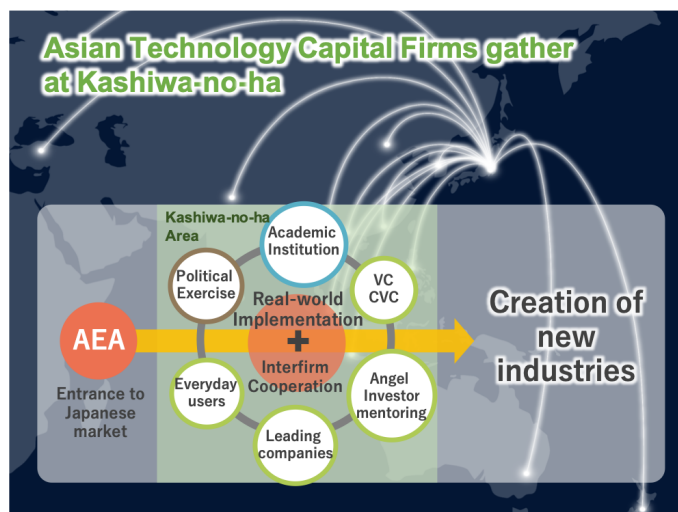 Asian Technology Capital Firms gather
at Kashiwa-no-ha
Kashiwa-no-ha
Area
Academic
Institution
Political
Exercise
VC
CVC
Real-world
Implementation
+
Interfirm
Cooperation
AEA
Entrance to
Japanese
market
Everyday
users
Angel
Investor
mentoring
Leading
companies
Creation of
new
industries